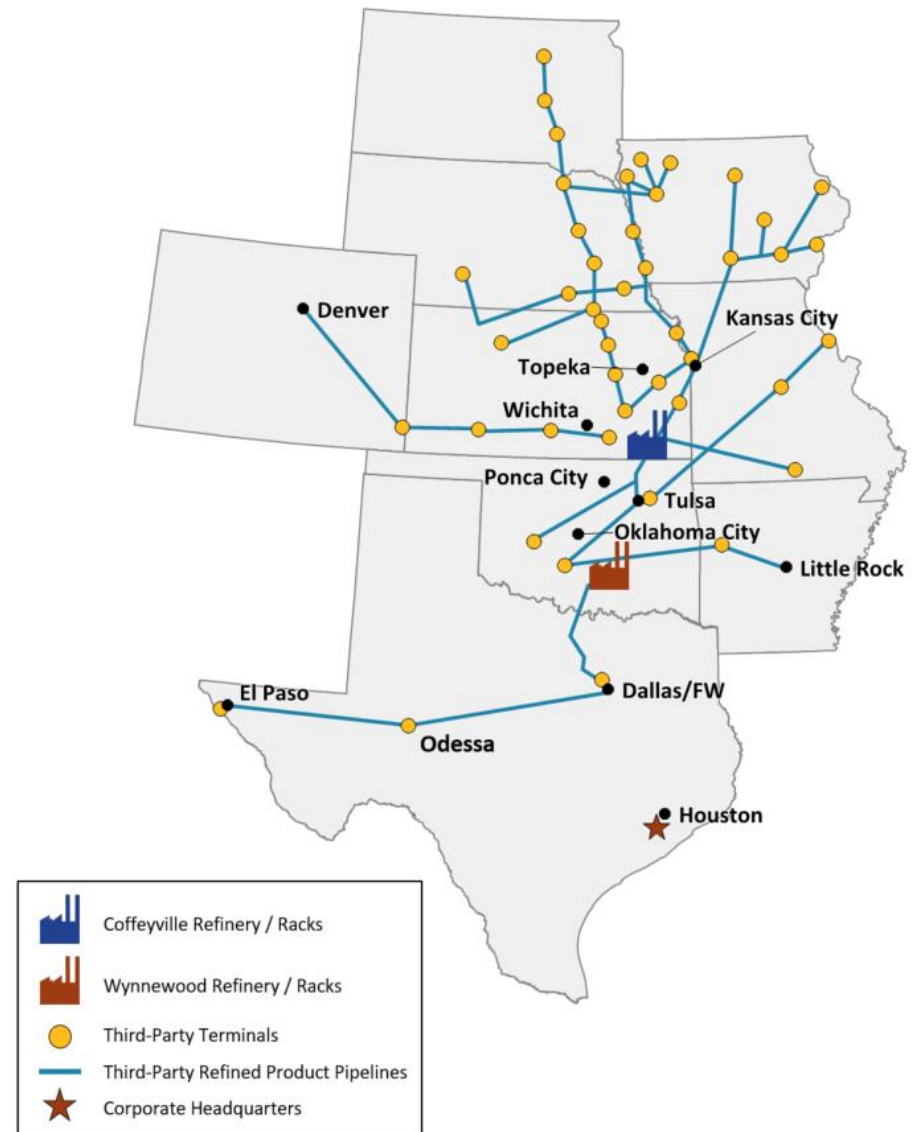 Denver
Kansas City
Topeka
Wichita
Ponca City
Tulsa
Oklahoma City
Little Rock
El Paso
Dallas/FW
Odessa
Houston
Coffeyville Refinery / Racks
Wynnewood Refinery / Racks
Third-Party Terminals
Third-Party Refined Product Pipelines
Corporate Headquarters